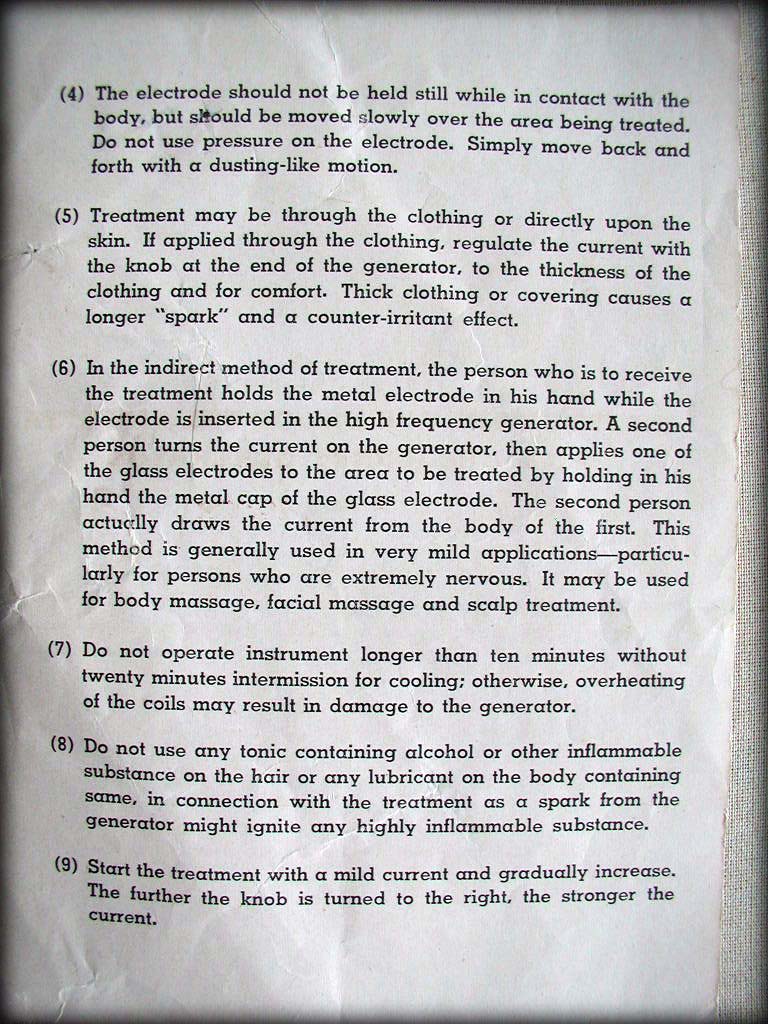 (4) The electrode should not be held still while in contact with the
body, but should be moved slowly over the area being treated.
Do not use pressure on the electrode. Simply move back and
forth with a dusting-like motion.
(5) Treatment may be through the clothing or directly upon the
skin. If applied through the clothing, regulate the current with
the knob at the end of the generator, to the thickness of the
clothing and for comfort. Thick clothing or covering causes a
longer "spark" and a counter-irritant effect.
(6) In the indirect method of treatment, the person who is to receive
the treatment holds the metal electrode in his hand while the
electrode is inserted in the high frequency generator. A second
person turns the current on the generator, then applies one of
the glass electrodes to the area to be treated by holding in his
hand the metal cap of the glass electrode. The second person
actually draws the current from the body of the first. This
method is generally used in very mild applications—particu-
larly for persons who are extremely nervous. It may be used
for body massage, facial massage and scalp treatment.
(7) Do not operate instrument longer than ten minutes without
twenty minutes intermission for cooling; otherwise, overheating
of the coils may result in damage to the generator.
(8) Do not use any tonic containing alcohol or other inflammable
substance on the hair or any lubricant on the body containing
same, in connection with the treatment as a spark from the
generator might ignite any highly inflammable substance.
(9) Start the treatment with a mild current and gradually increase.
The further the knob is turned to the right, the stronger the
current.